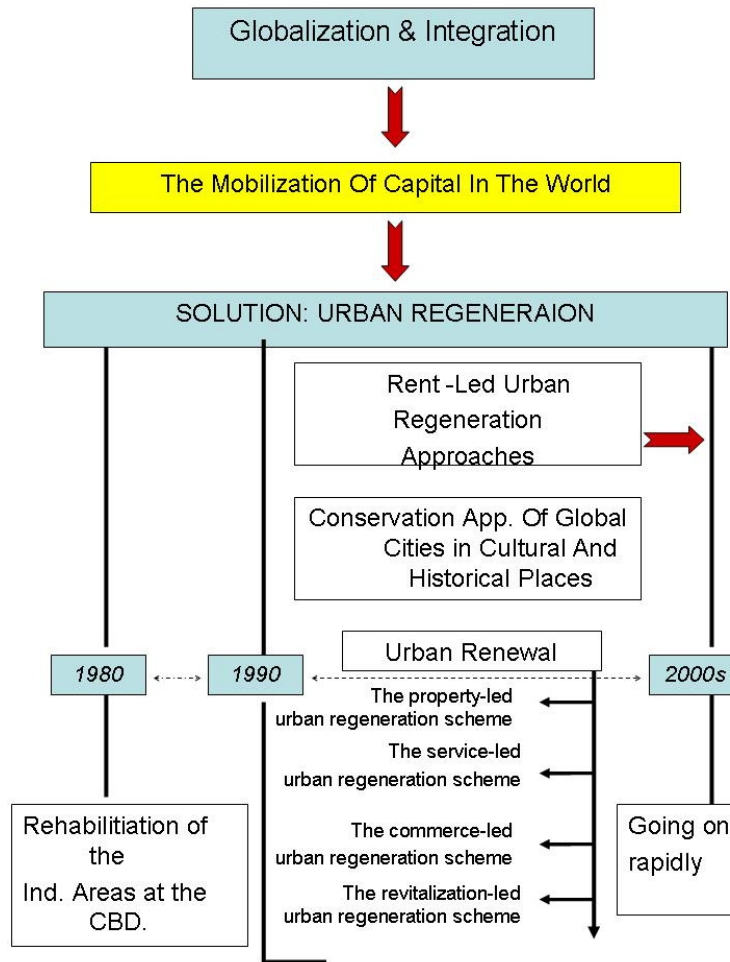 Globalization & Integration
The Mobilization Of Capital In The World
SOLUTION: URBAN REGENERAION
Rent -Led Urban
Regeneration
Approaches
Conservation App. Of Global
Cities in Cultural And
Historical Places
Urban Renewal
1980
1990
2000s
The property-led
urban regeneration scheme
The service-led
urban regeneration scheme
The commerce-led
urban regeneration scheme
The revitalization-led
urban regeneration scheme
Rehabilitiation of
the
Ind. Areas at the
CBD.
Going on
rapidly